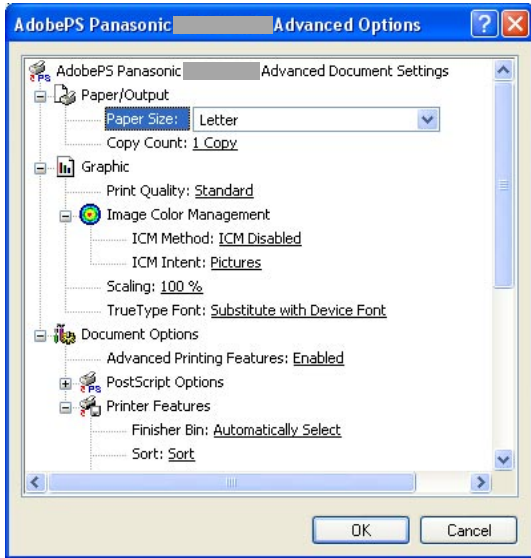 AdobePS Panasonic Advanced Options
AdobePS Panasonic Advanced Document Settings
Paper/Output
Paper Size: Letter
Copy Count: 1 Copy
Graphic
Print Quality: Standard
Image Color Management
ICM Method: ICM Disabled
ICM Intent: Pictures
Scaling: 100 %
TrueType Font: Substitute with Device Font
Document Options
Advanced Printing Features: Enabled
PostScript Options
Printer Features
Finisher Bin: Automatically Select
Sort: Sort
OK Cancel